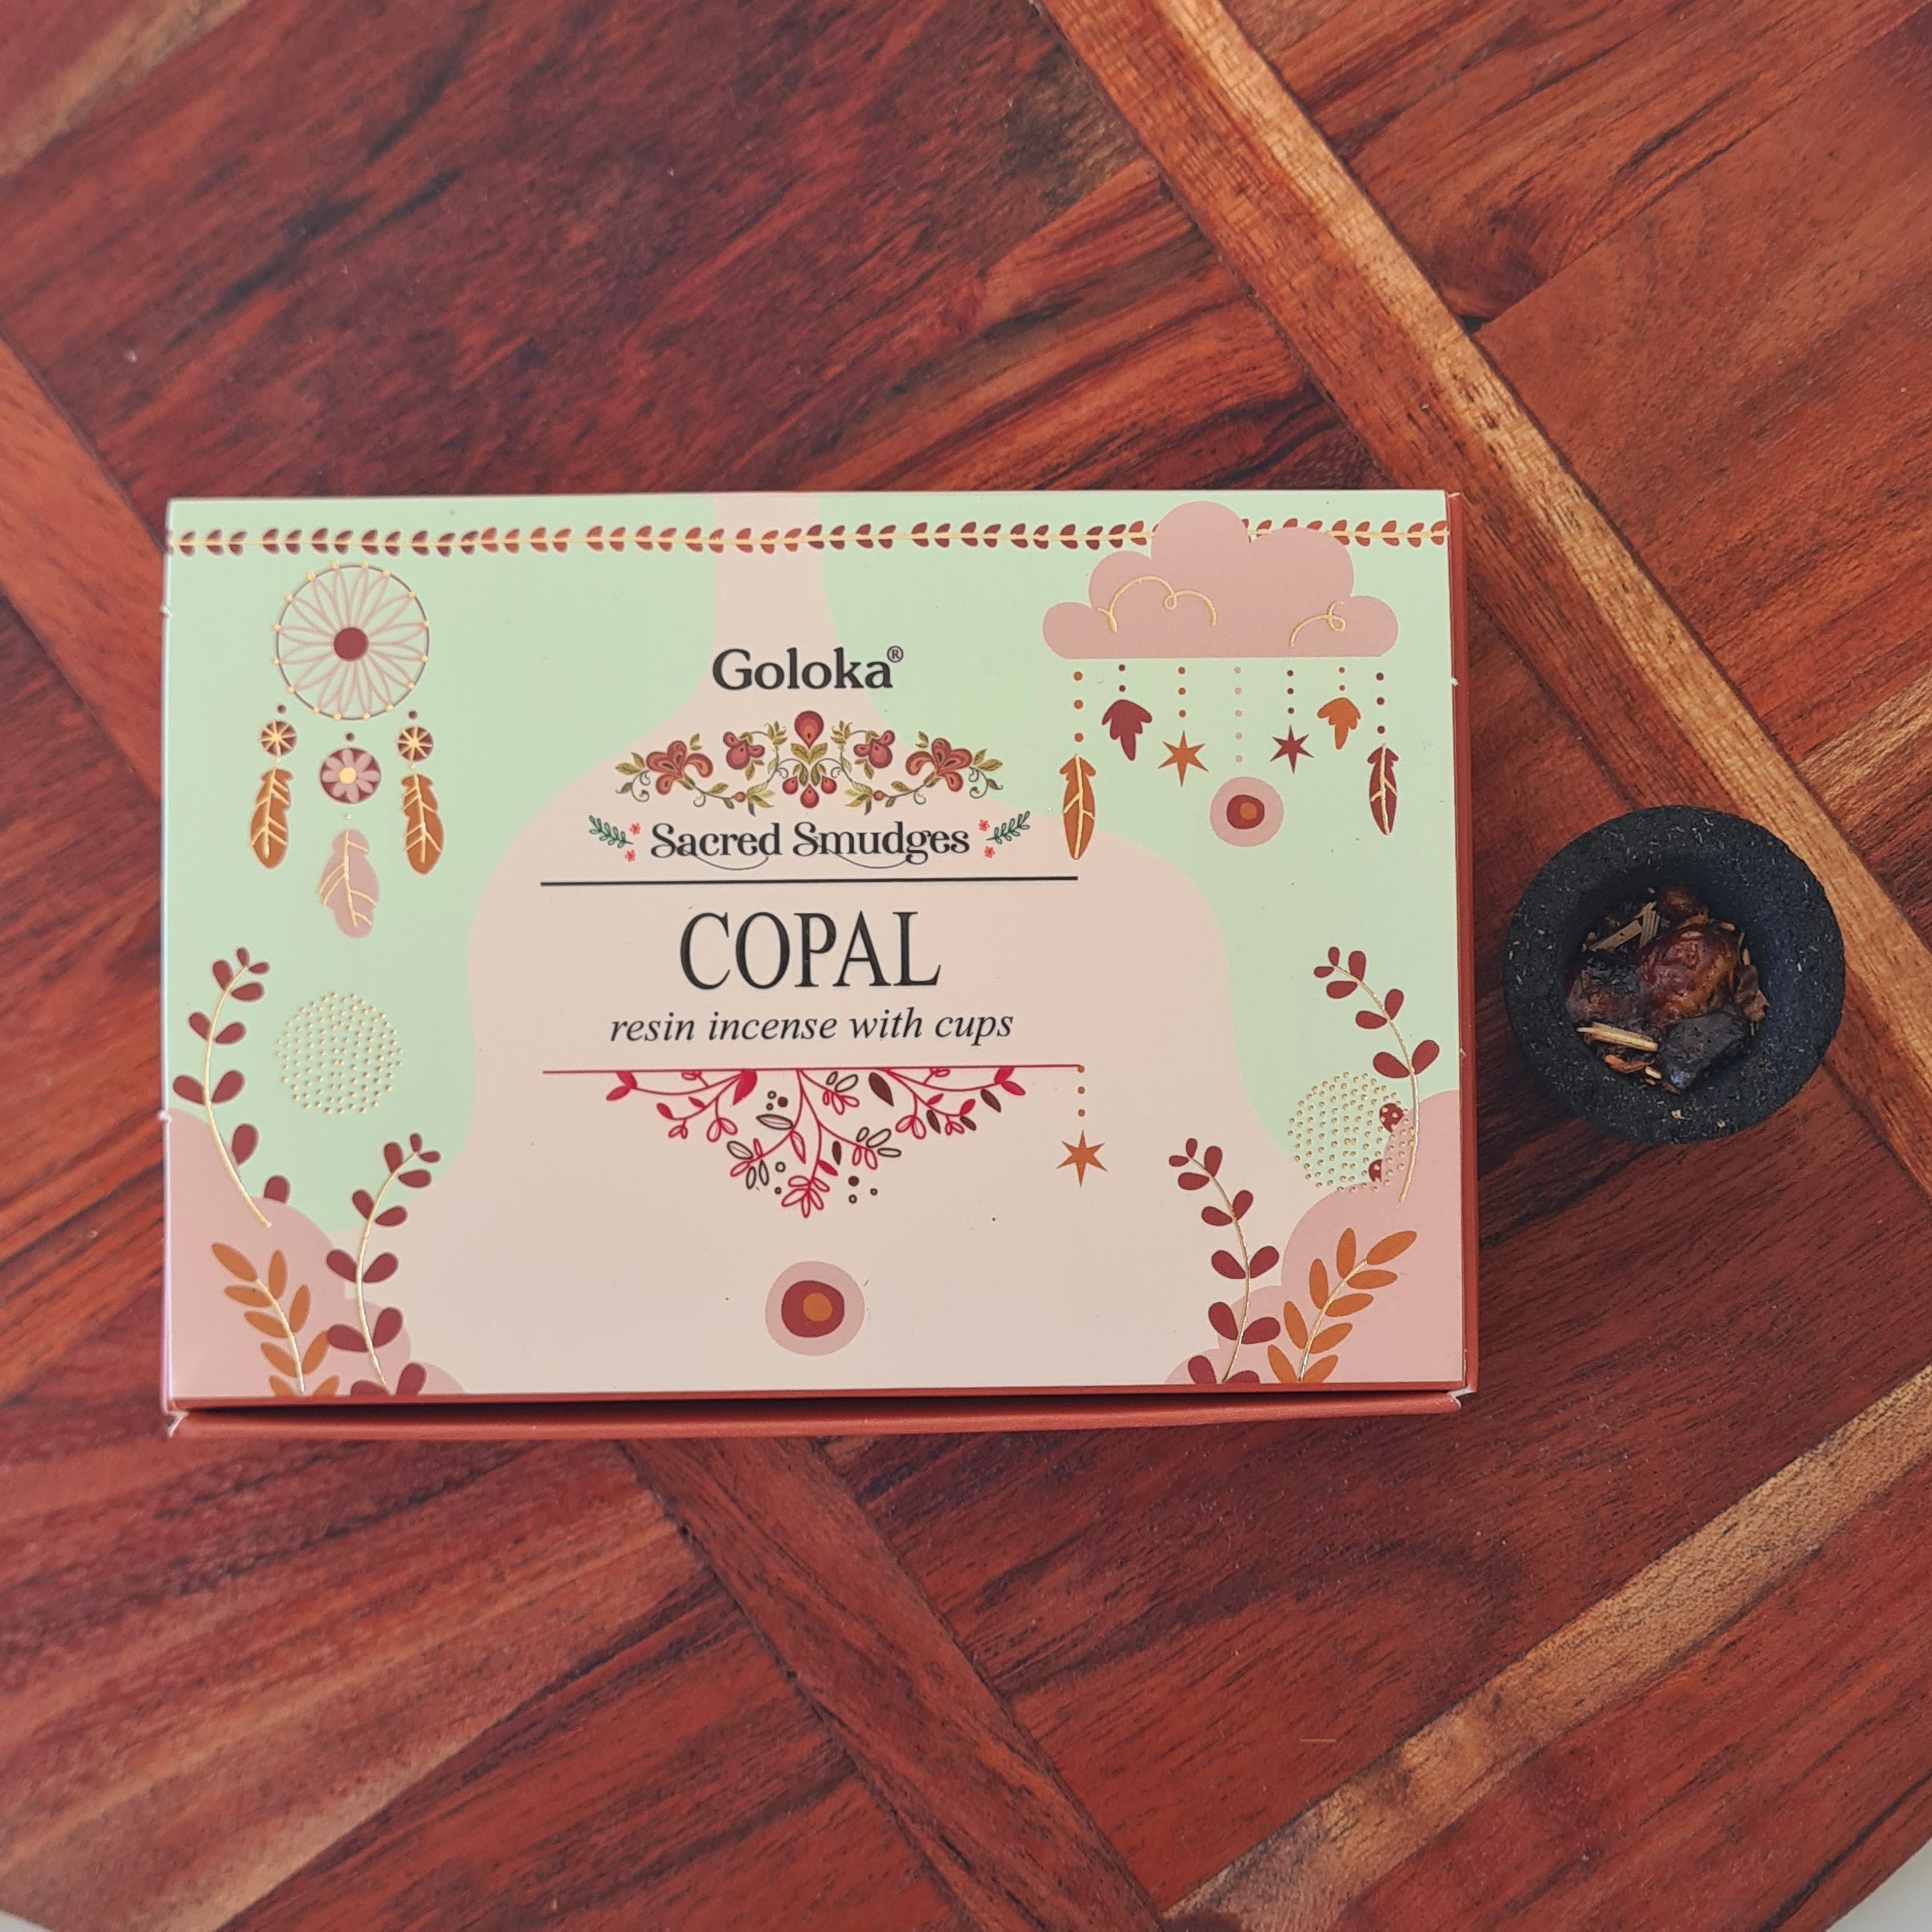 Goloka®
Sacred Smudges
COPAL
resin incense with cups